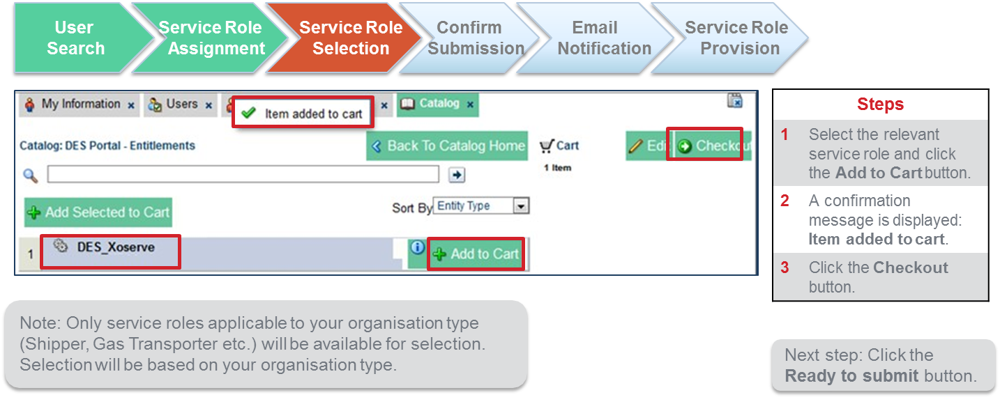 User
Search
Service Role
Assignment
Service Role
Selection
Confirm
Submission
Email
Notification
Service Role
Provision
My Information x
Users x
Item added to cart
x
Catalog x
Catalog: DES Portal - Entitlements
Back To Catalog Home
Cart
Edi
Checkout
1 Item
Add Selected to Cart
Sort By Entity Type
1 DES_Xoserve
Add to Cart
Steps
1 Select the relevant
service role and click
the Add to Cart button.
2 A confirmation
message is displayed:
Item added to cart.
3 Click the Checkout
button.
Note: Only service roles applicable to your organisation type
(Shipper, Gas Transporter etc.) will be available for selection.
Selection will be based on your organisation type.
Next step: Click the
Ready to submit button.